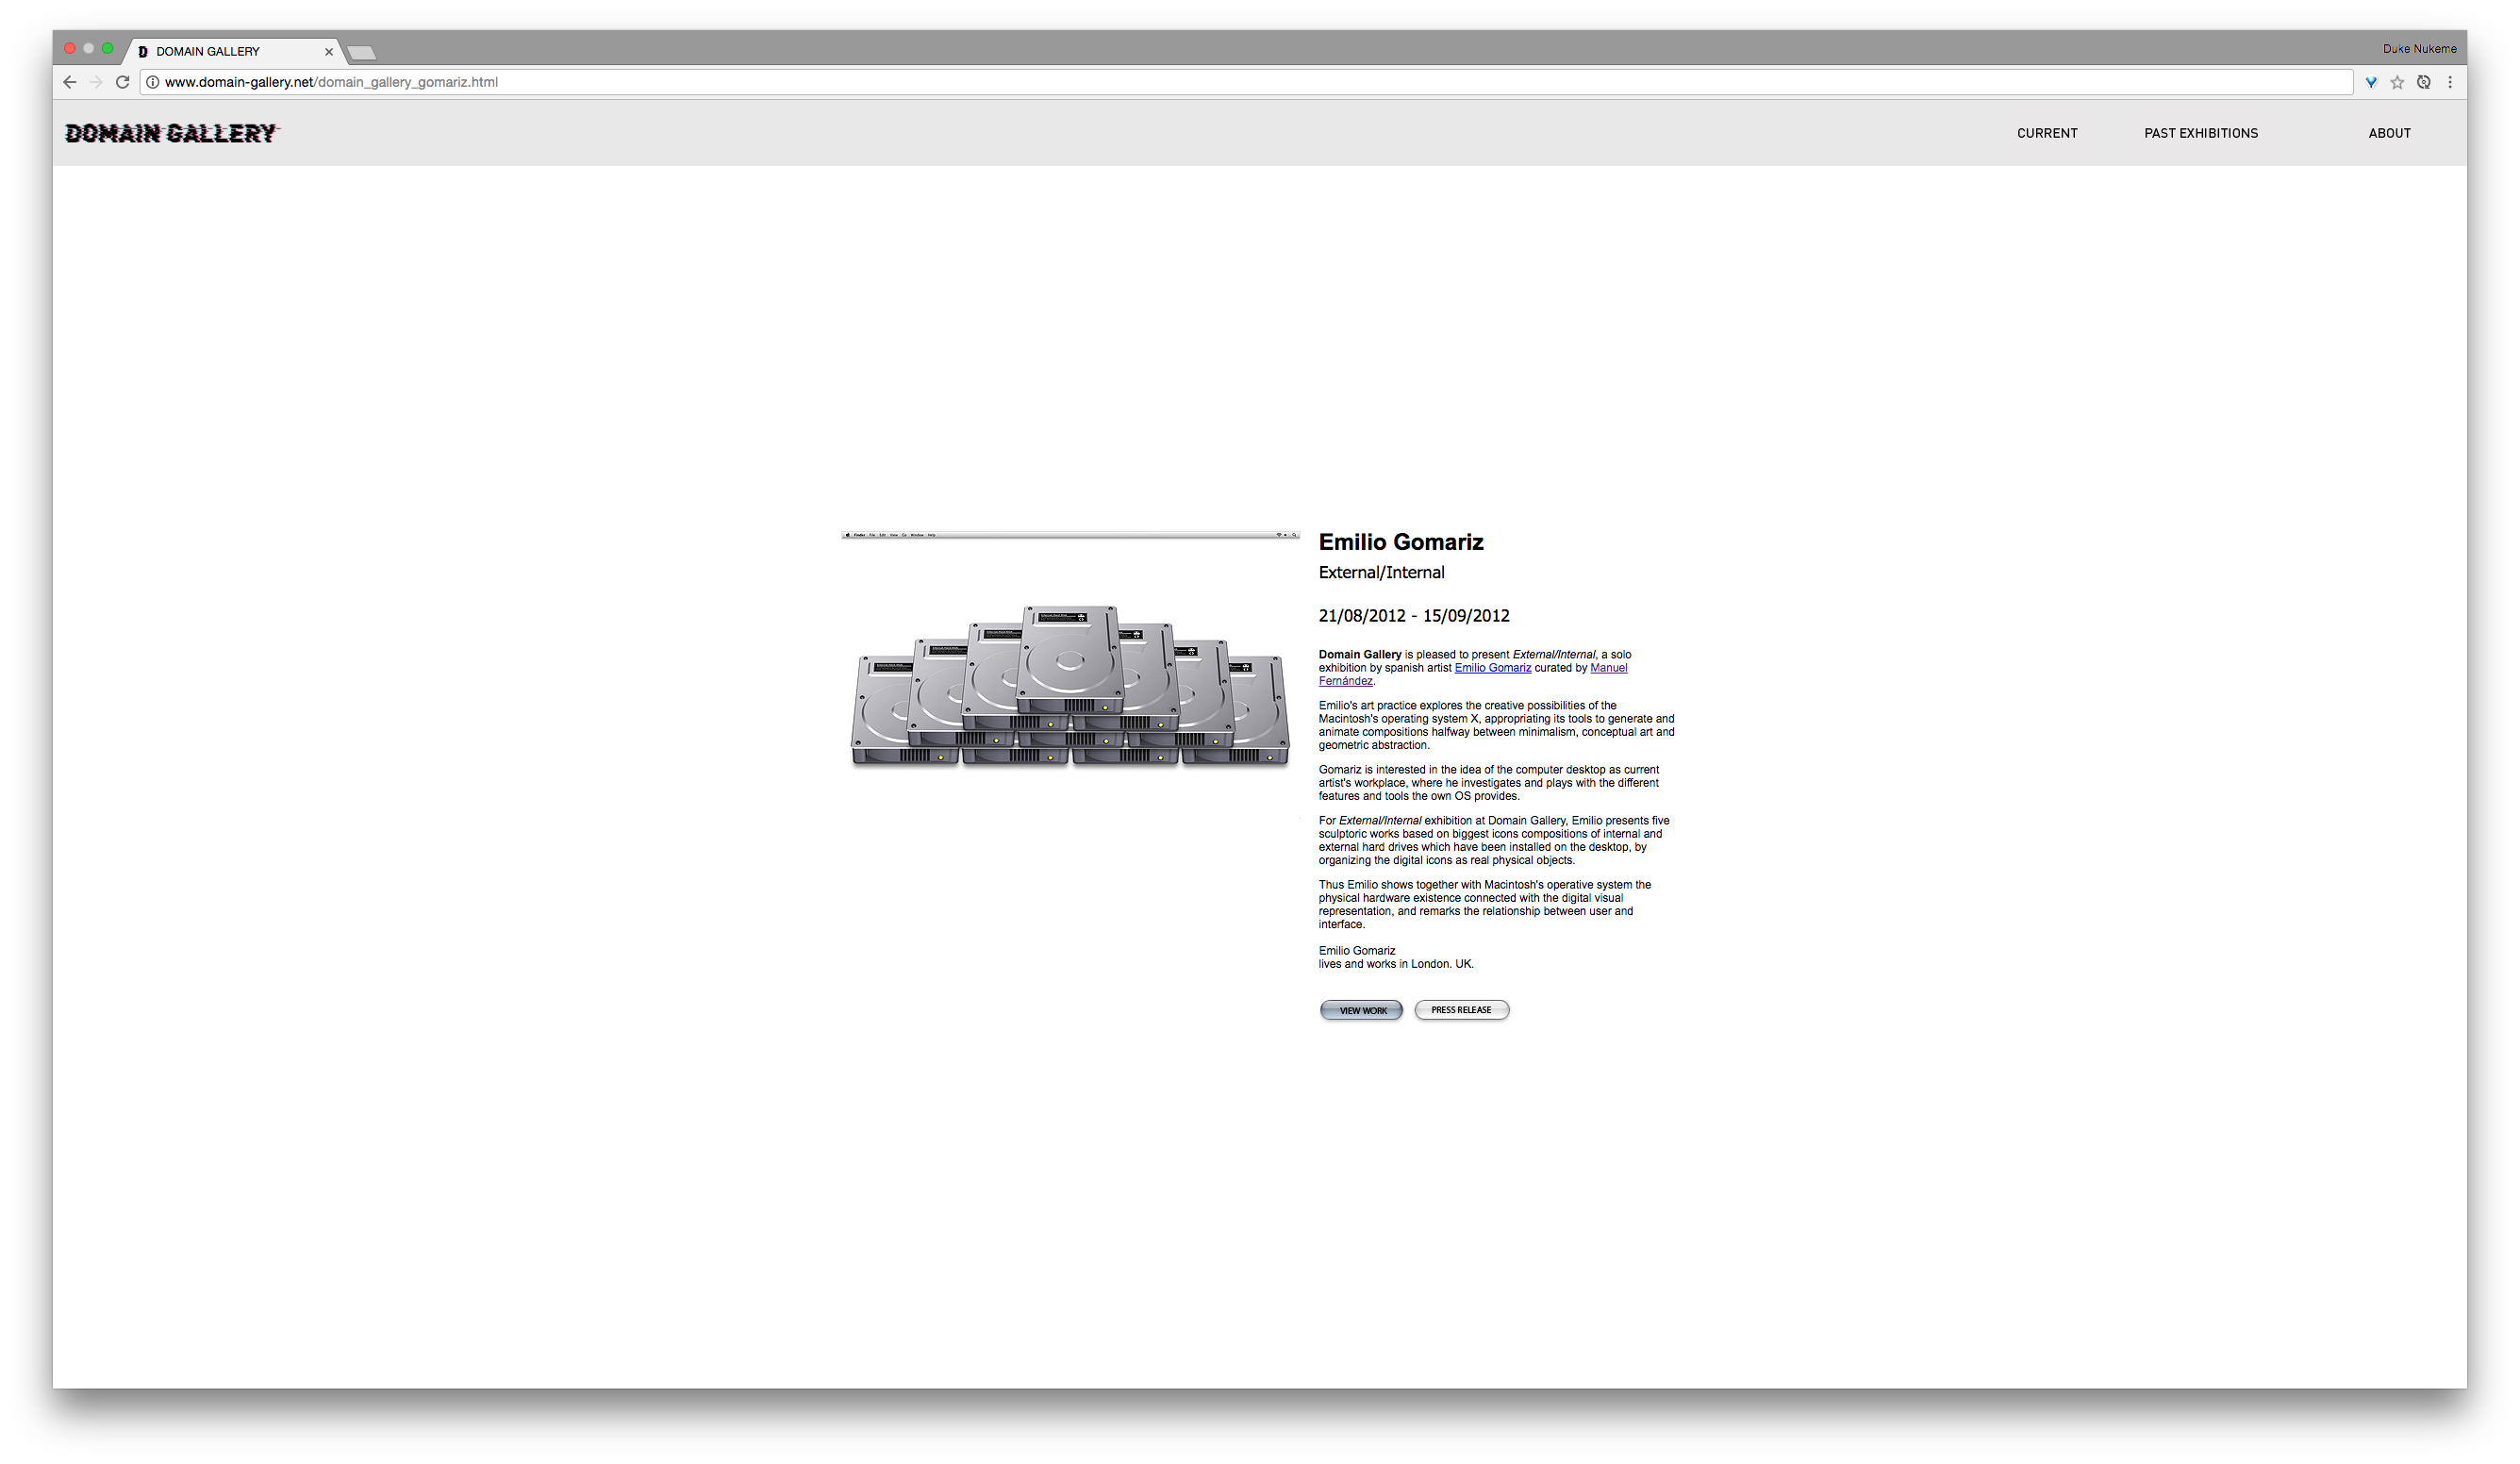 DOMAIN GALLERY
Duke Nukeme
www.domain-gallery.net/domain_gallery_gomariz.html
DOMAIN GALLERY
CURRENT
PAST EXHIBITIONS
ABOUT
Finder File Edit View Go Window Help
Emilio Gomariz
External/Internal
21/08/2012 - 15/09/2012
Domain Gallery is pleased to present External/Internal, a solo
exhibition by spanish artist Emilio Gomariz curated by Manuel
Fernández.
Emilio's art practice explores the creative possibilities of the
Macintosh's operating system X, appropriating its tools to generate and
animate compositions halfway between minimalism, conceptual art and
geometric abstraction.
Gomariz is interested in the idea of the computer desktop as current
artist's workplace, where he investigates and plays with the different
features and tools the own OS provides.
For External/Internal exhibition at Domain Gallery, Emilio presents five
sculptoric works based on biggest icons compositions of internal and
external hard drives which have been installed on the desktop, by
organizing the digital icons as real physical objects.
Thus Emilio shows together with Macintosh's operative system the
physical hardware existence connected with the digital visual
representation, and remarks the relationship between user and
interface.
Emilio Gomariz
lives and works in London. UK.
VIEW WORK
PRESS RELEASE